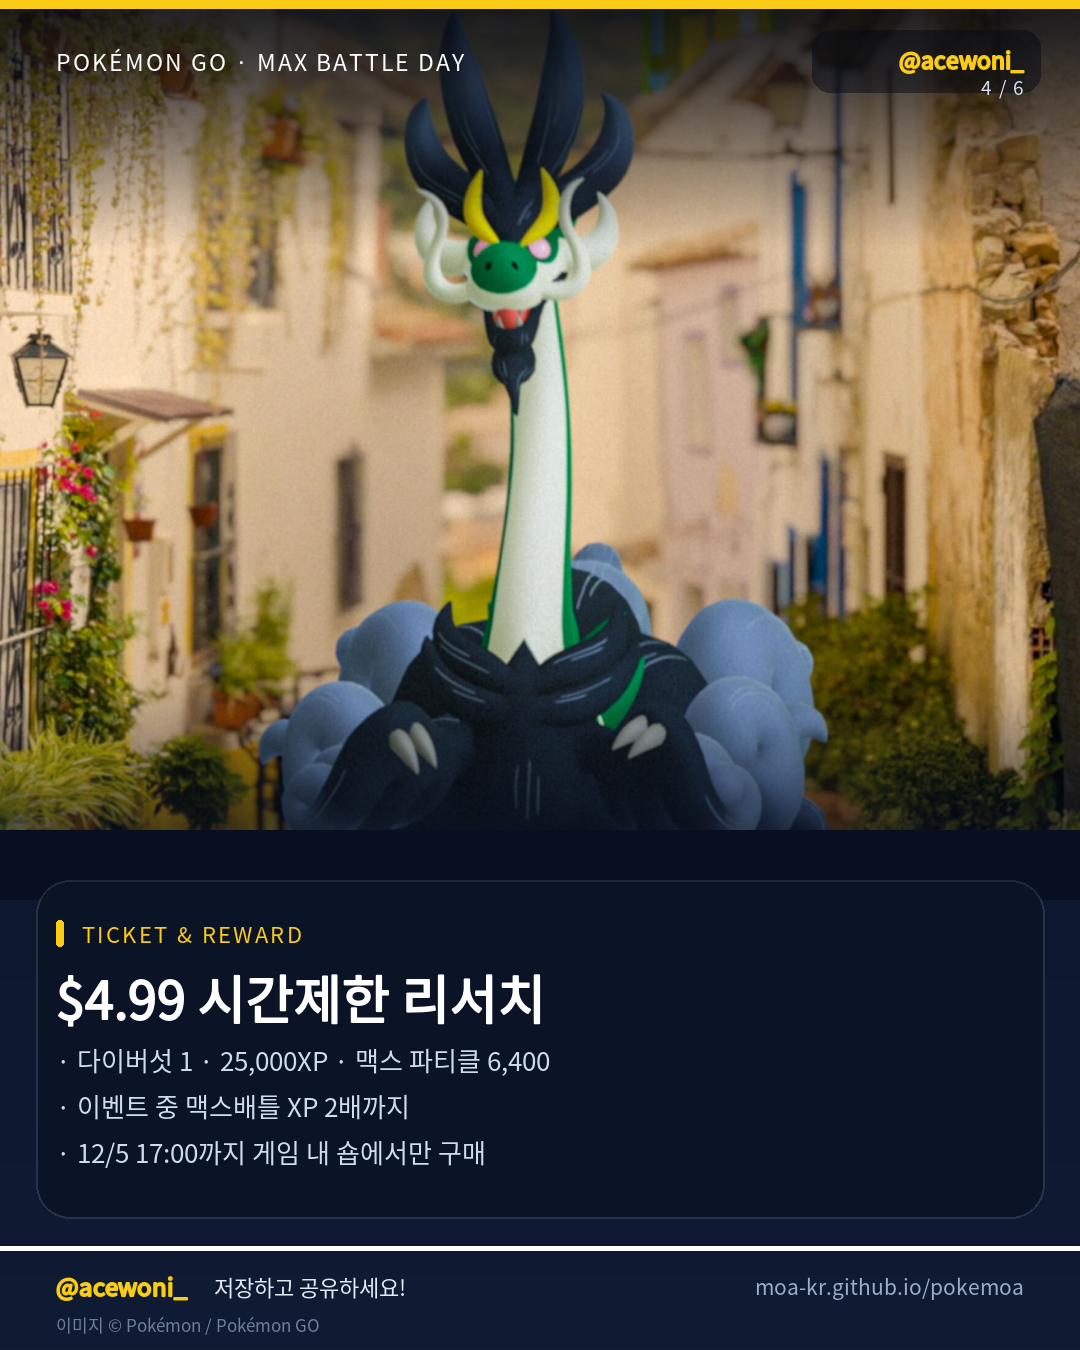 POKÉMON GO · MAX BATTLE DAY
@acewoni_
4 / 6
TICKET & REWARD
$4.99 시간제한 리서치
· 다이버섯 1 · 25,000XP · 맥스 파티클 6,400
· 이벤트 중 맥스배틀 XP 2배까지
· 12/5 17:00까지 게임 내 숍에서만 구매
@acewoni_ 저장하고 공유하세요!
moa-kr.github.io/pokemoa
이미지 © Pokémon / Pokémon GO